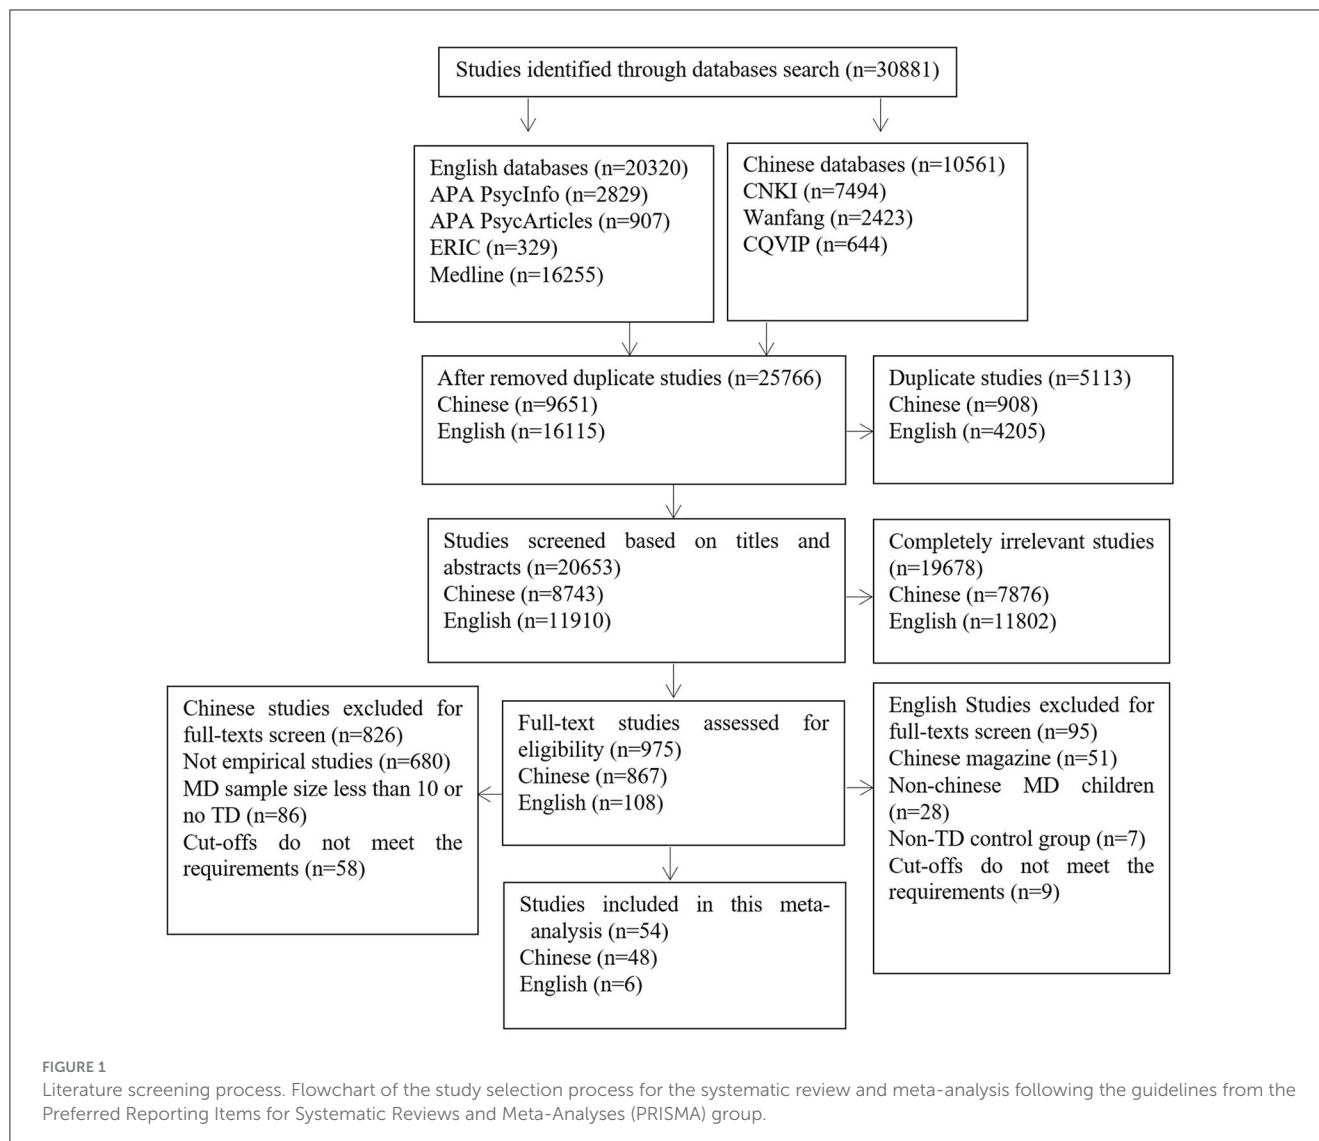 Studies identified through databases search (n=30881)
English databases (n=20320)
APA PsycInfo (n=2829)
APA PsycArticles (n=907)
ERIC (n=329)
Medline (n=16255)
Chinese databases (n=10561)
CNKI (n=7494)
Wanfang (n=2423)
CQVIP (n=644)
After removed duplicate studies (n=25766)
Chinese (n=9651)
English (n=16115)
Duplicate studies (n=5113)
Chinese (n=908)
English (n=4205)
Studies screened based on titles and
abstracts (n=20653)
Chinese (n=8743)
English (n=11910)
Completely irrelevant studies
(n=19678)
Chinese (n=7876)
English (n=11802)
Chinese studies excluded for
full-texts screen (n=826)
Not empirical studies (n=680)
MD sample size less than 10 or
no TD (n=86)
Cut-offs do not meet the
requirements (n=58)
Full-text studies assessed for
eligibility (n=975)
Chinese (n=867)
English (n=108)
English Studies excluded for
full-texts screen (n=95)
Chinese magazine (n=51)
Non-chinese MD children
(n=28)
Non-TD control group (n=7)
Cut-offs do not meet the
requirements (n=9)
Studies included in this meta-
analysis (n=54)
Chinese (n=48)
English (n=6)
FIGURE 1
Literature screening process. Flowchart of the study selection process for the systematic review and meta-analysis following the guidelines from the
Preferred Reporting Items for Systematic Reviews and Meta-Analyses (PRISMA) group.